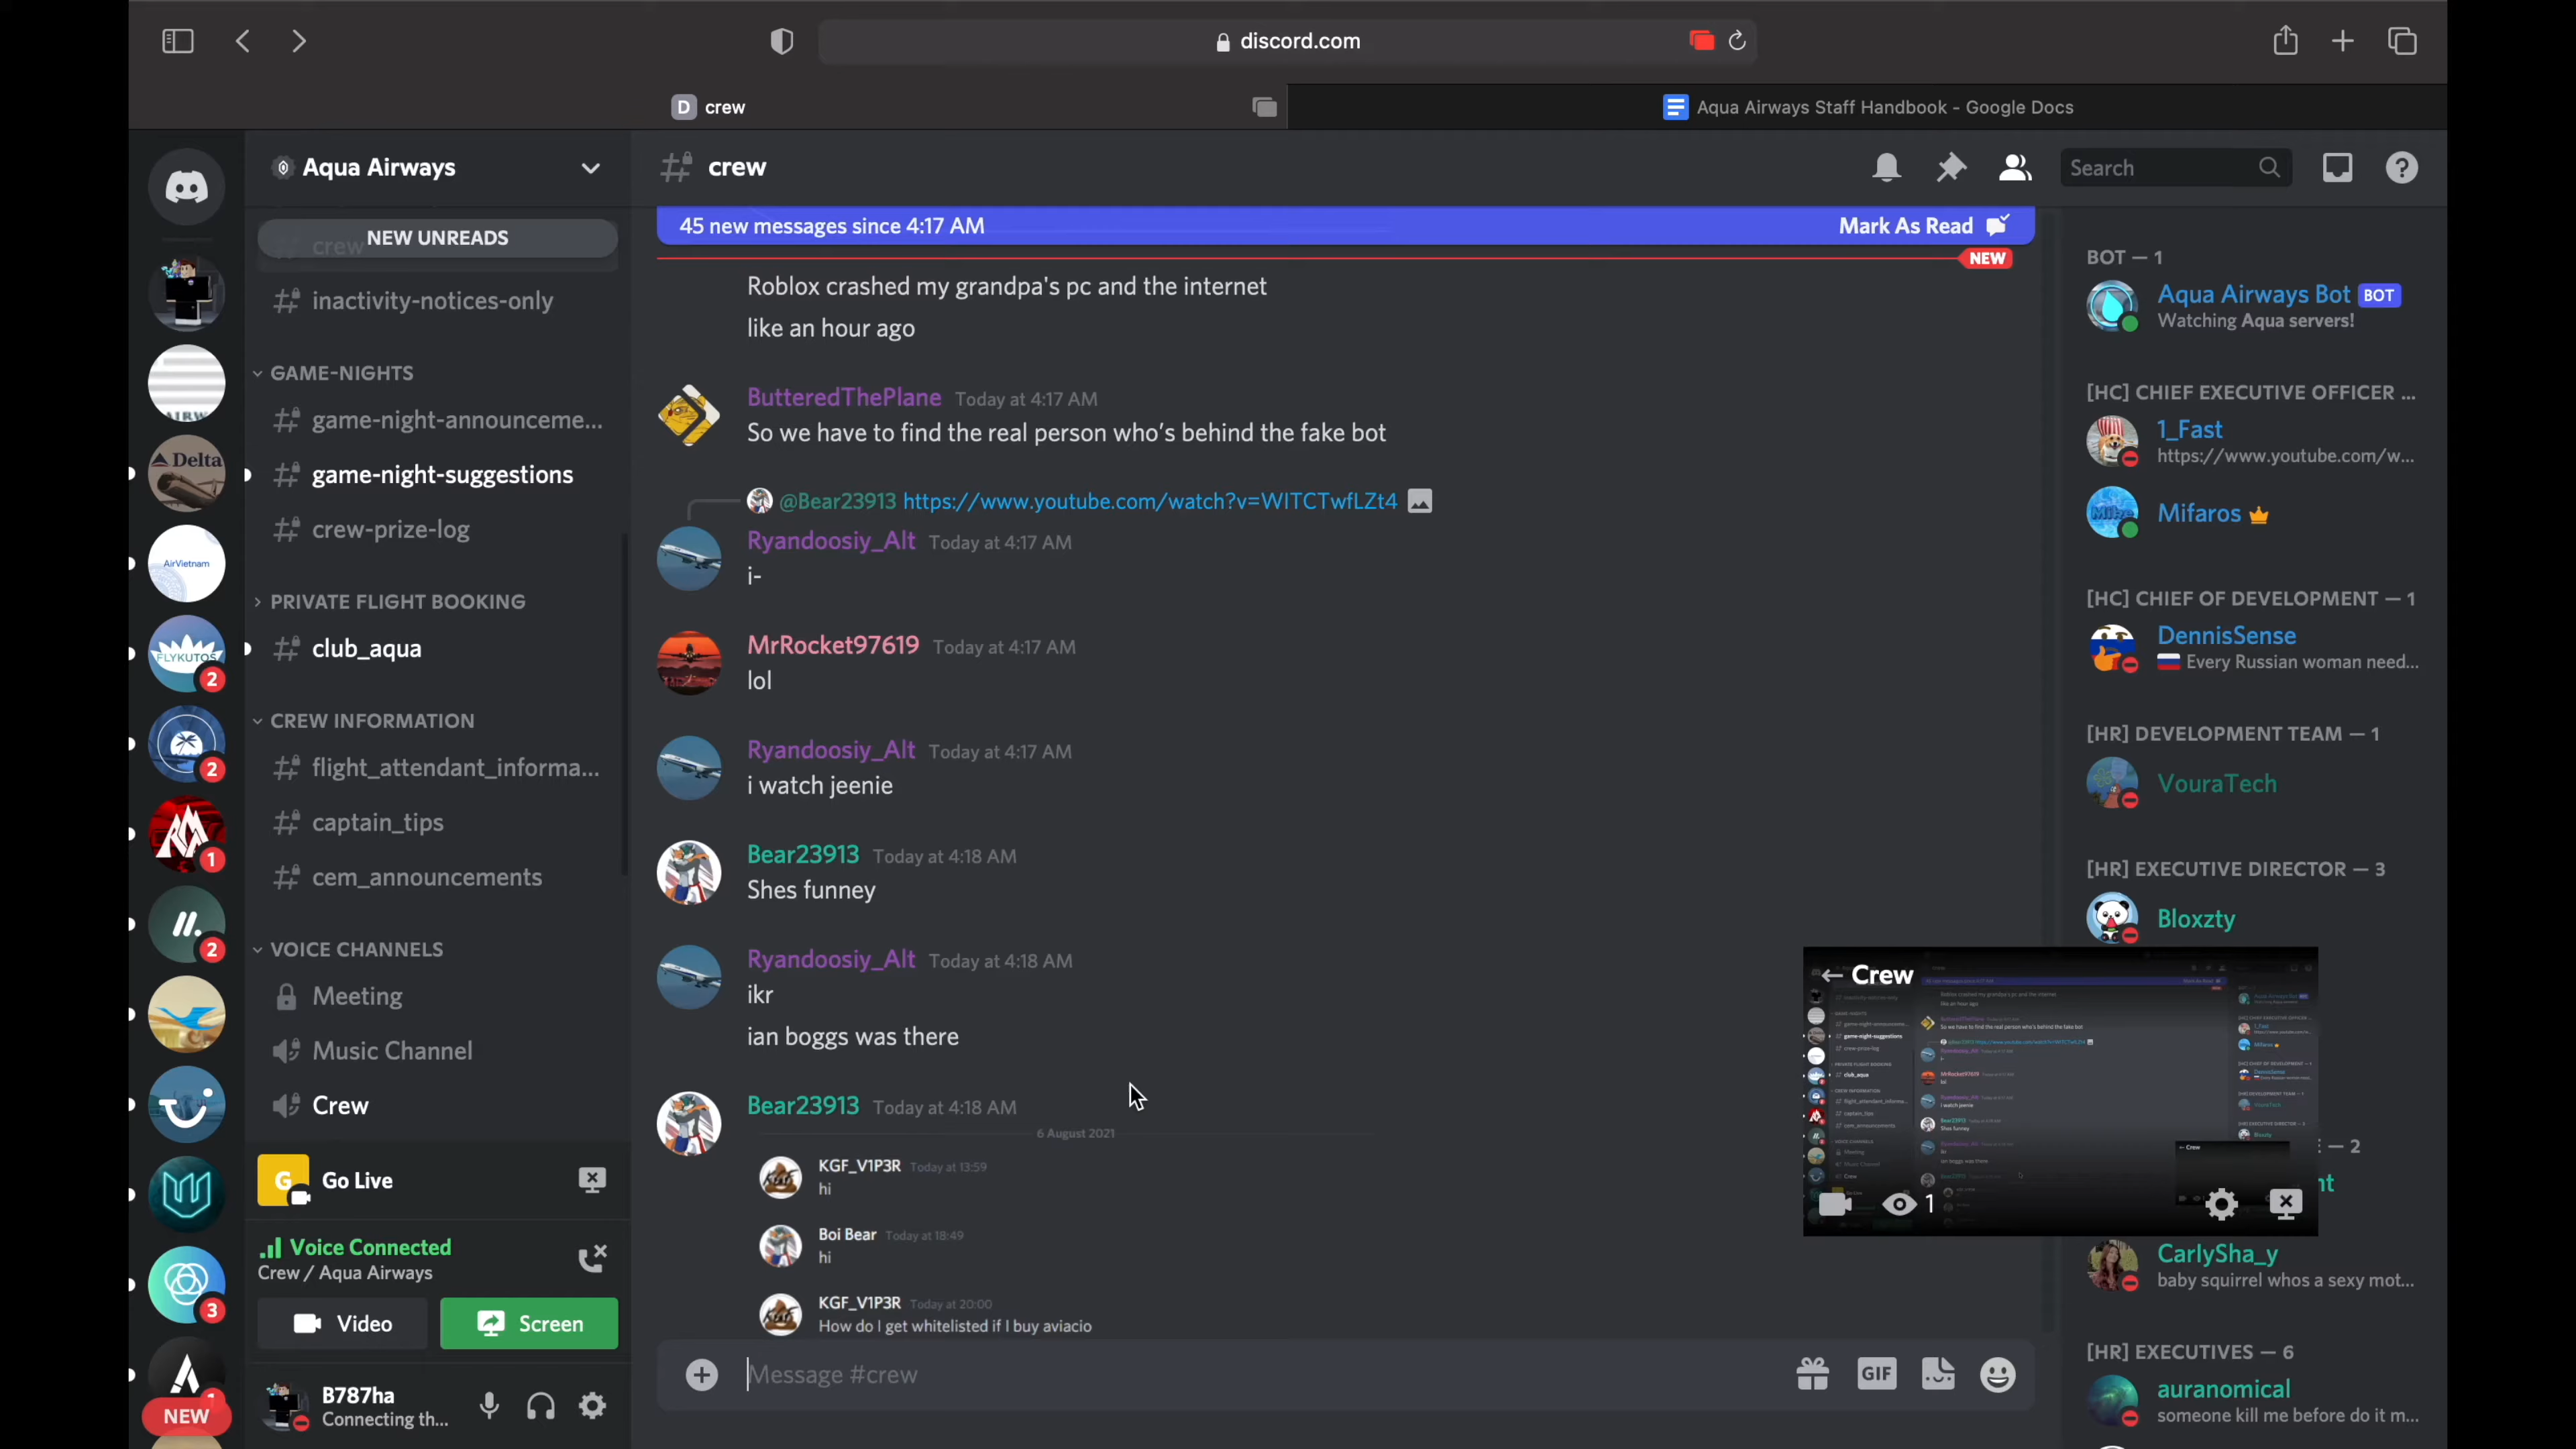 discord.com
D crew
Aqua Airways Staff Handbook - Google Docs
Aqua Airways
crew
NEW UNREADS
inactivity-notices-only
GAME-NIGHTS
game-night-announceme...
game-night-suggestions
crew-prize-log
PRIVATE FLIGHT BOOKING
club_aqua
CREW INFORMATION
flight_attendant_informa...
captain_tips
cem_announcements
VOICE CHANNELS
Meeting
Music Channel
Crew
G
Go Live
Voice Connected
Crew / Aqua Airways
Video
Screen
B787ha
Connecting th...
Delta
AirVietnam
FLYKUTOS
2
2
1
2
3
1
NEW
crew
Search
45 new messages since 4:17 AM
Mark As Read
NEW
Roblox crashed my grandpa's pc and the internet
like an hour ago
ButteredThePlane Today at 4:17 AM
So we have to find the real person who's behind the fake bot
@Bear23913 https://www.youtube.com/watch?v=WITCTwfLZt4
Ryandoosiy_Alt Today at 4:17 AM
i-
MrRocket97619 Today at 4:17 AM
lol
Ryandoosiy_Alt Today at 4:17 AM
i watch jeenie
Bear23913 Today at 4:18 AM
Shes funney
Ryandoosiy_Alt Today at 4:18 AM
ikr
ian boggs was there
Bear23913 Today at 4:18 AM
6 August 2021
KGF_V1P3R Today at 13:59
hi
Boi Bear Today at 18:49
hi
KGF_V1P3R Today at 20:00
How do I get whitelisted if I buy aviacio
Message #crew
GIF
BOT — 1
Aqua Airways Bot BOT
Watching Aqua servers!
[HC] CHIEF EXECUTIVE OFFICER ...
1_Fast
https://www.youtube.com/w...
Mifaros
[HC] CHIEF OF DEVELOPMENT — 1
DennisSense
Every Russian woman need...
[HR] DEVELOPMENT TEAM — 1
VouraTech
[HR] EXECUTIVE DIRECTOR — 3
Bloxzty
Crew
1
— 2
nt
CarlySha_y
baby squirrel whos a sexy mot...
[HR] EXECUTIVES — 6
auranomical
someone kill me before do it m...